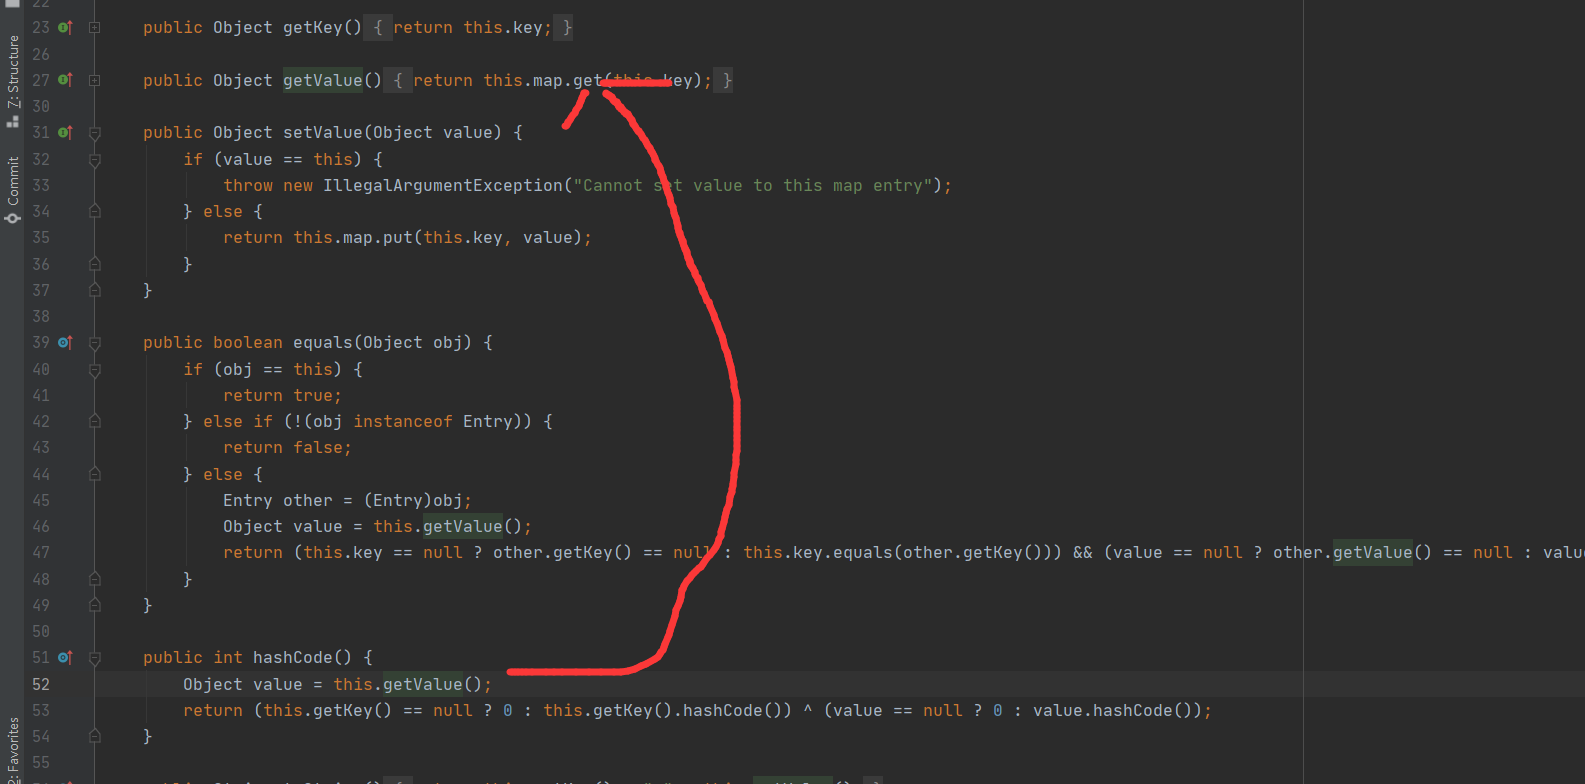 22
23 public Object getKey() { return this.key; }
26
27 public Object getValue() { return this.map.get(this.key); }
30
31 public Object setValue(Object value) {
32 if (value == this) {
33 throw new IllegalArgumentException("Cannot set value to this map entry");
34 } else {
35 return this.map.put(this.key, value);
36 }
37 }
38
39 public boolean equals(Object obj) {
40 if (obj == this) {
41 return true;
42 } else if (!(obj instanceof Entry)) {
43 return false;
44 } else {
45 Entry other = (Entry)obj;
46 Object value = this.getValue();
47 return (this.key == null ? other.getKey() == null : this.key.equals(other.getKey())) && (value == null ? other.getValue() == null : valu
48 }
49 }
50
51 public int hashCode() {
52 Object value = this.getValue();
53 return (this.getKey() == null ? 0 : this.getKey().hashCode()) ^ (value == null ? 0 : value.hashCode());
54 }
55
7: Structure
Commit
2: Favorites